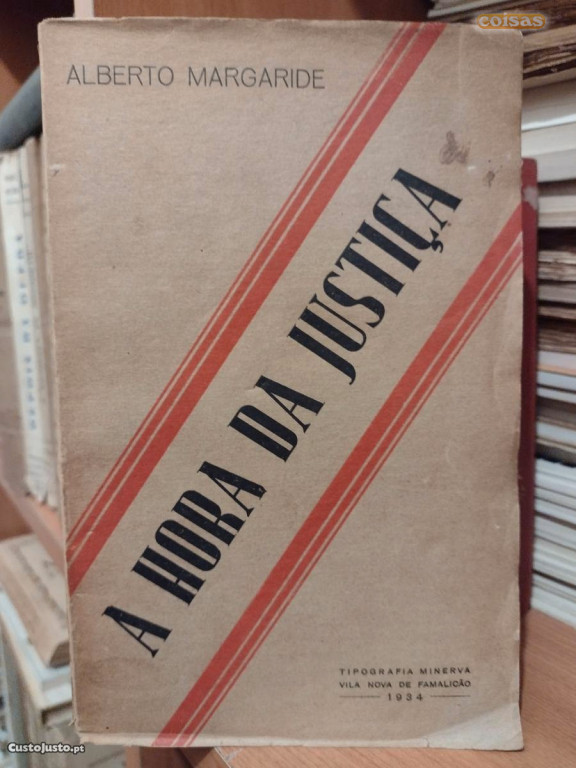 coisas
ALBERTO MARGARIDE
A HORA DA JUSTIÇA
TIPOGRAFIA MINERVA
VILA NOVA DE FAMALICÃO
1934
CustoJusto.pt